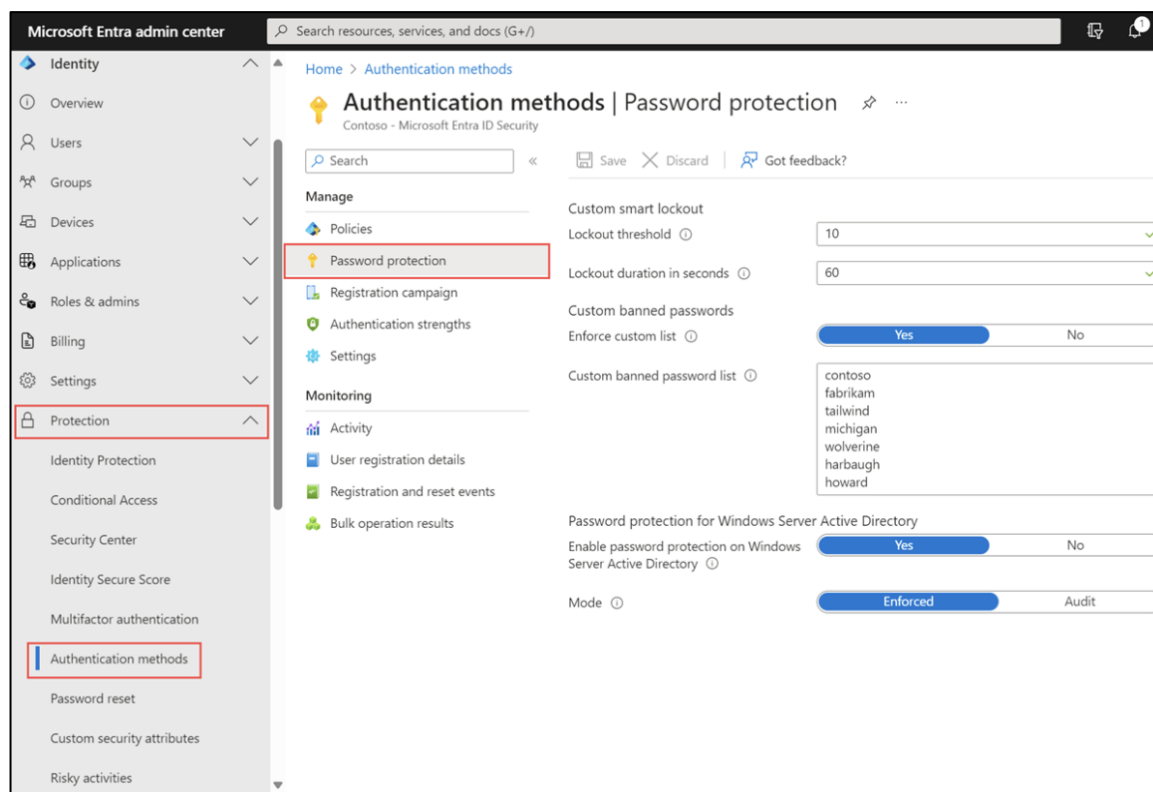 Microsoft Entra admin center
Search resources, services, and docs (G+/)
1
Identity
Overview
Users
Groups
Devices
Applications
Roles & admins
Billing
Settings
Protection
Identity Protection
Conditional Access
Security Center
Identity Secure Score
Multifactor authentication
Authentication methods
Password reset
Custom security attributes
Risky activities
Home > Authentication methods
Authentication methods | Password protection
Contoso - Microsoft Entra ID Security
Search
Manage
Policies
Password protection
Registration campaign
Authentication strengths
Settings
Monitoring
Activity
User registration details
Registration and reset events
Bulk operation results
Save Discard Got feedback?
Custom smart lockout
Lockout threshold 10
Lockout duration in seconds 60
Custom banned passwords
Enforce custom list Yes No
Custom banned password list
contoso
fabrikam
tailwind
michigan
wolverine
harbaugh
howard
Password protection for Windows Server Active Directory
Enable password protection on Windows
Server Active Directory Yes No
Mode Enforced Audit